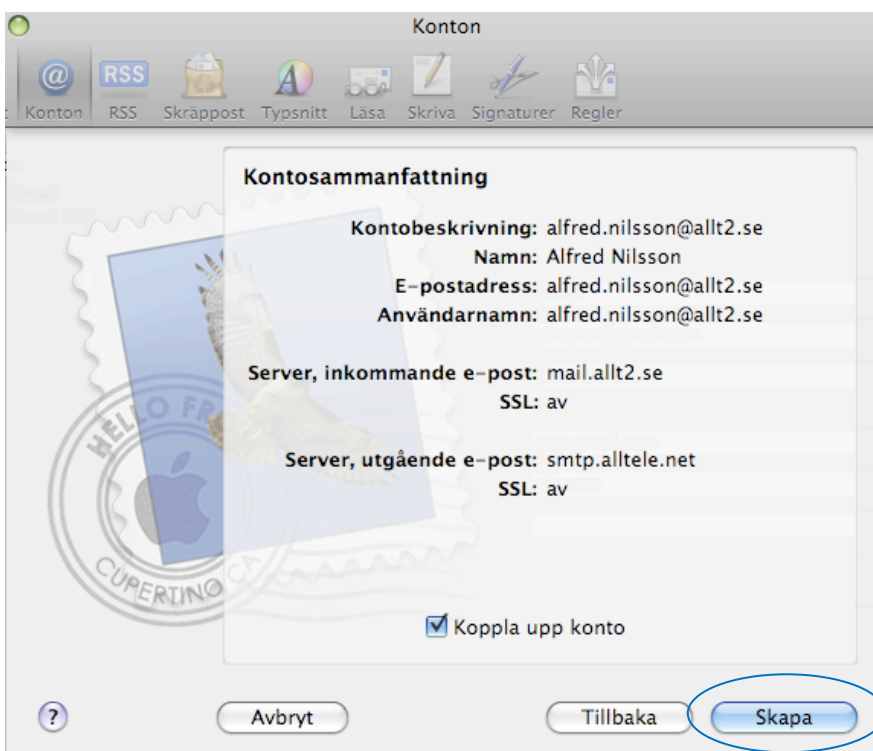 Konton
@
RSS
A
Konton RSS Skräppost Typsnitt Läsa Skriva Signaturer Regler
Kontosammanfattning
Kontobeskrivning: alfred.nilsson@allt2.se
Namn: Alfred Nilsson
E-postadress: alfred.nilsson@allt2.se
Användarnamn: alfred.nilsson@allt2.se
Server, inkommande e-post: mail.allt2.se
SSL: av
Server, utgående e-post: smtp.alltele.net
SSL: av
HELLO FR
CUPERTINO CA
Koppla upp konto
? Avbryt Tillbaka Skapa